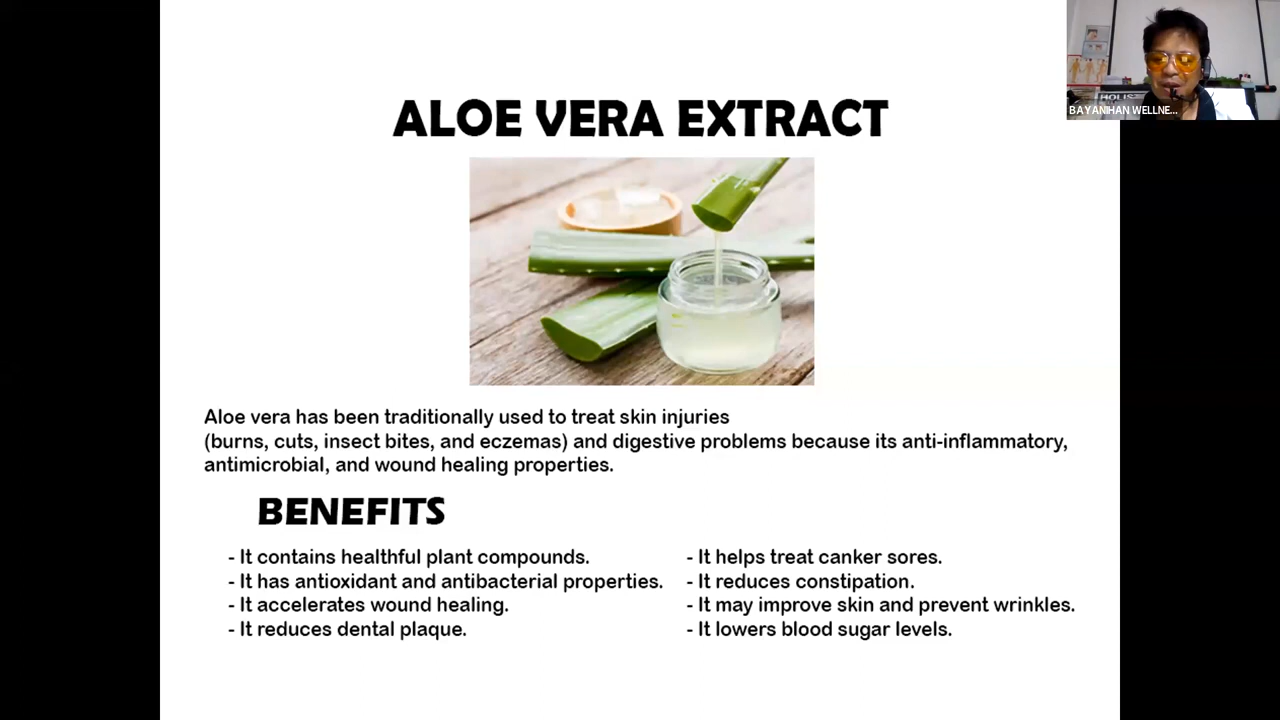 ALOE VERA EXTRACT
BAYANIHAN WELLNE...
Aloe vera has been traditionally used to treat skin injuries
(burns, cuts, insect bites, and eczemas) and digestive problems because its anti-inflammatory,
antimicrobial, and wound healing properties.
BENEFITS
- It contains healthful plant compounds.
- It has antioxidant and antibacterial properties.
- It accelerates wound healing.
- It reduces dental plaque.
- It helps treat canker sores.
- It reduces constipation.
- It may improve skin and prevent wrinkles.
- It lowers blood sugar levels.